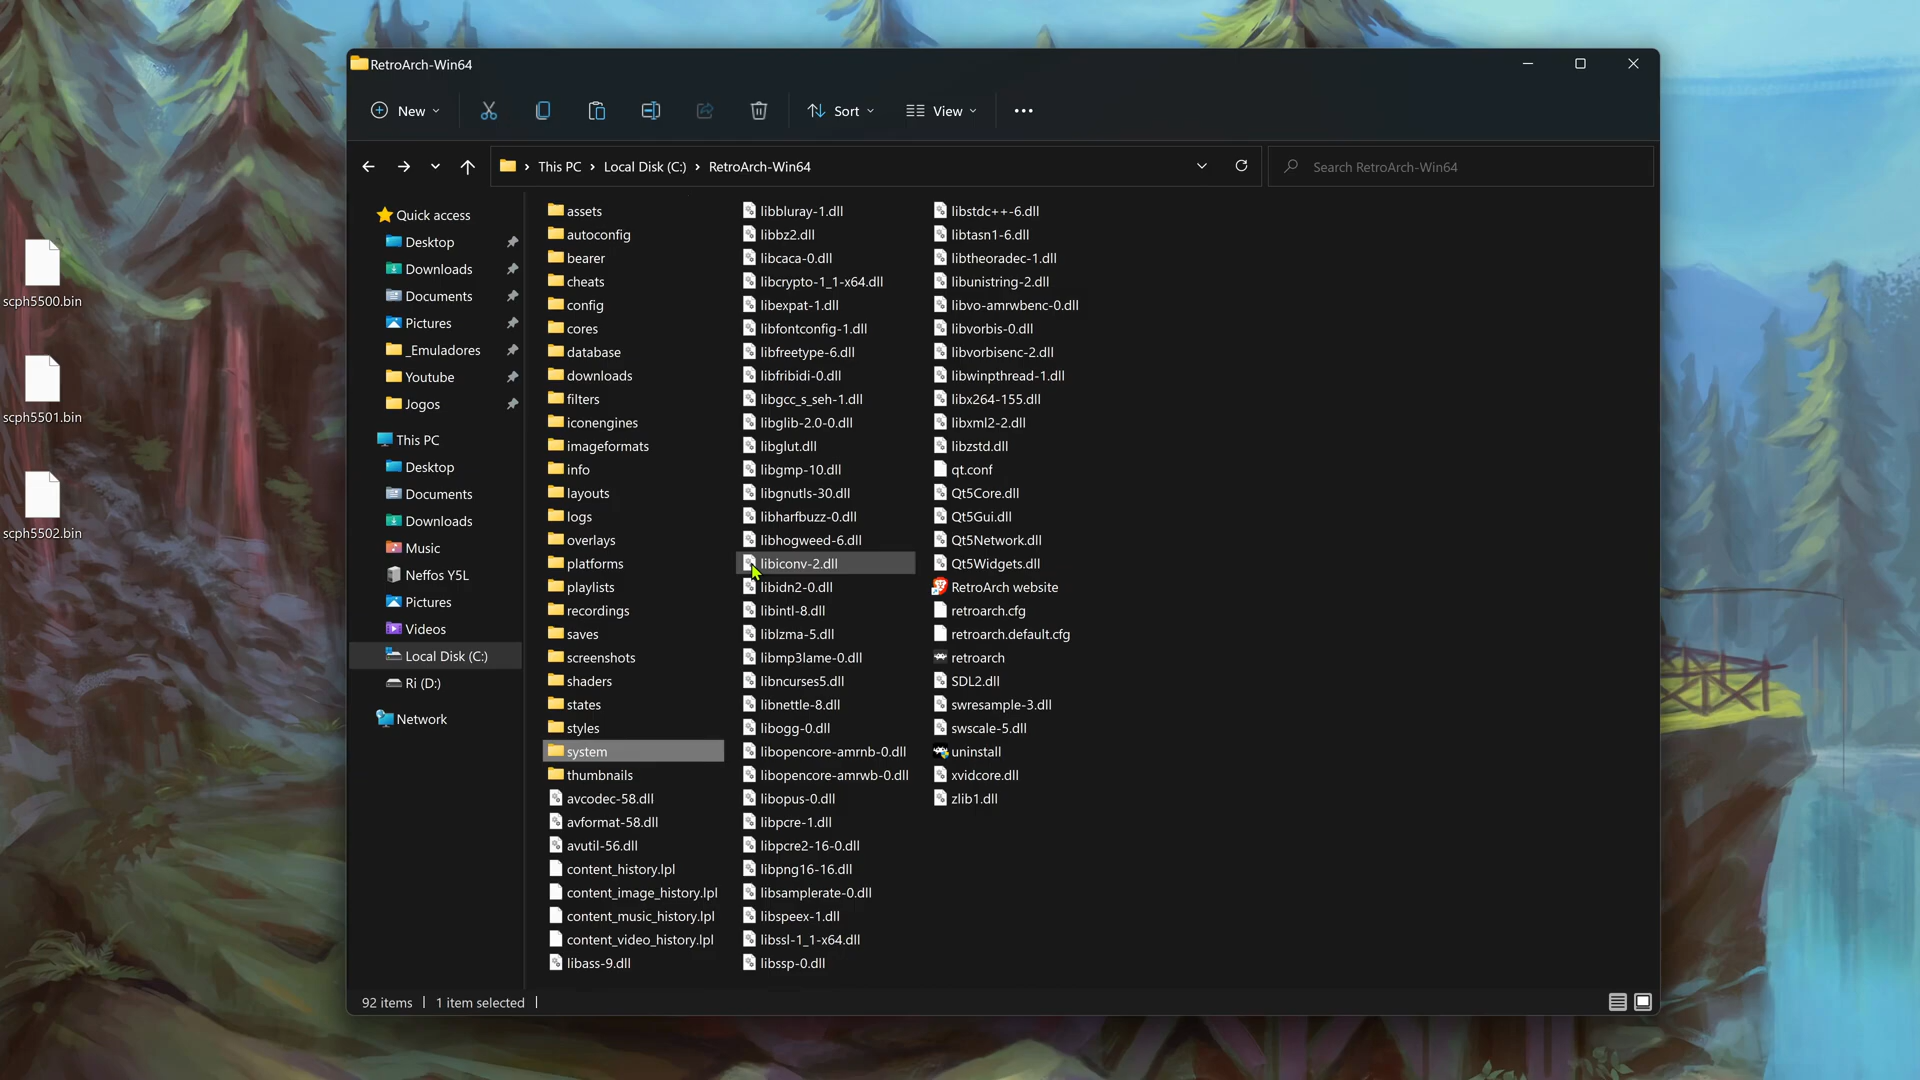 scph5500.bin
scph5501.bin
scph5502.bin
RetroArch-Win64
New
Sort
View
This PC
Local Disk (C:)
RetroArch-Win64
Search RetroArch-Win64
Quick access
Desktop
Downloads
Documents
Pictures
_Emuladores
Youtube
Jogos
This PC
Desktop
Documents
Downloads
Music
Neffos Y5L
Pictures
Videos
Local Disk (C:)
Ri (D:)
Network
assets
autoconfig
bearer
cheats
config
cores
database
downloads
filters
iconengines
imageformats
info
layouts
logs
overlays
platforms
playlists
recordings
saves
screenshots
shaders
states
styles
system
thumbnails
avcodec-58.dll
avformat-58.dll
avutil-56.dll
content_history.lpl
content_image_history.lpl
content_music_history.lpl
content_video_history.lpl
libass-9.dll
libbluray-1.dll
libbz2.dll
libcaca-0.dll
libcrypto-1_1-x64.dll
libexpat-1.dll
libfontconfig-1.dll
libfreetype-6.dll
libfribidi-0.dll
libgcc_s_seh-1.dll
libglib-2.0-0.dll
libglut.dll
libgmp-10.dll
libgnutls-30.dll
libharfbuzz-0.dll
libhogweed-6.dll
libiconv-2.dll
libidn2-0.dll
libintl-8.dll
liblzma-5.dll
libmp3lame-0.dll
libncurses5.dll
libnettle-8.dll
libogg-0.dll
libopencore-amrnb-0.dll
libopencore-amrwb-0.dll
libopus-0.dll
libpcre-1.dll
libpcre2-16-0.dll
libpng16-16.dll
libsamplerate-0.dll
libspeex-1.dll
libssl-1_1-x64.dll
libssp-0.dll
libstdc++-6.dll
libtasn1-6.dll
libtheoradec-1.dll
libunistring-2.dll
libvo-amrwbenc-0.dll
libvorbis-0.dll
libvorbisenc-2.dll
libwinpthread-1.dll
libx264-155.dll
libxml2-2.dll
libzstd.dll
qt.conf
Qt5Core.dll
Qt5Gui.dll
Qt5Network.dll
Qt5Widgets.dll
RetroArch website
retroarch.cfg
retroarch.default.cfg
retroarch
SDL2.dll
swresample-3.dll
swscale-5.dll
uninstall
xvidcore.dll
zlib1.dll
92 items
1 item selected